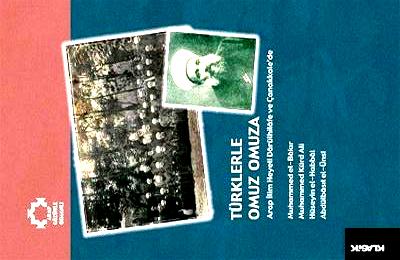 TÜRKLERLE
OMUZ OMUZA
Arap İlim Heyeti Dârülhilâfe ve Çanakkale'de
Muhammed el-Bâkır
Muhammed Kürd Ali
Hüseyin el-Habbâl
Abdülbâsıt el-Ünsî
KLASİK